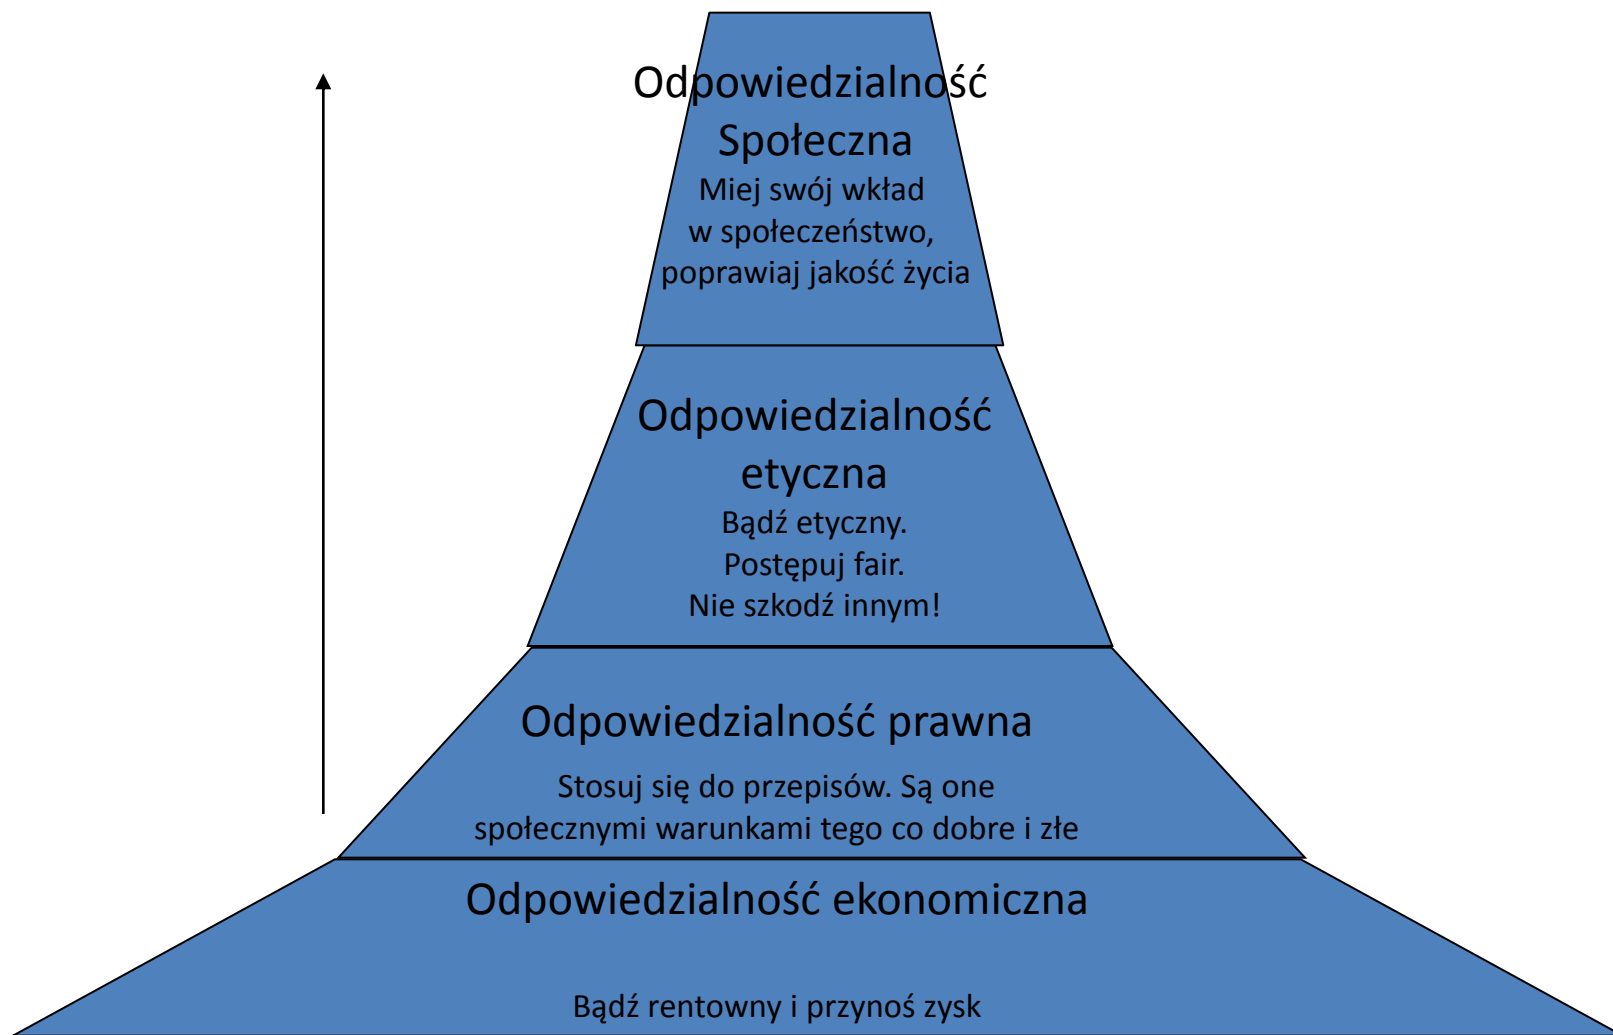 Odpowiedzialność
Społeczna
Miej swój wkład
w społeczeństwo,
poprawiaj jakość życia
Odpowiedzialność
etyczna
Bądź etyczny.
Postępuj fair.
Nie szkodź innym!
Odpowiedzialność prawna
Stosuj się do przepisów. Są one
społecznymi warunkami tego co dobre i złe
Odpowiedzialność ekonomiczna
Bądź rentowny i przynoś zysk